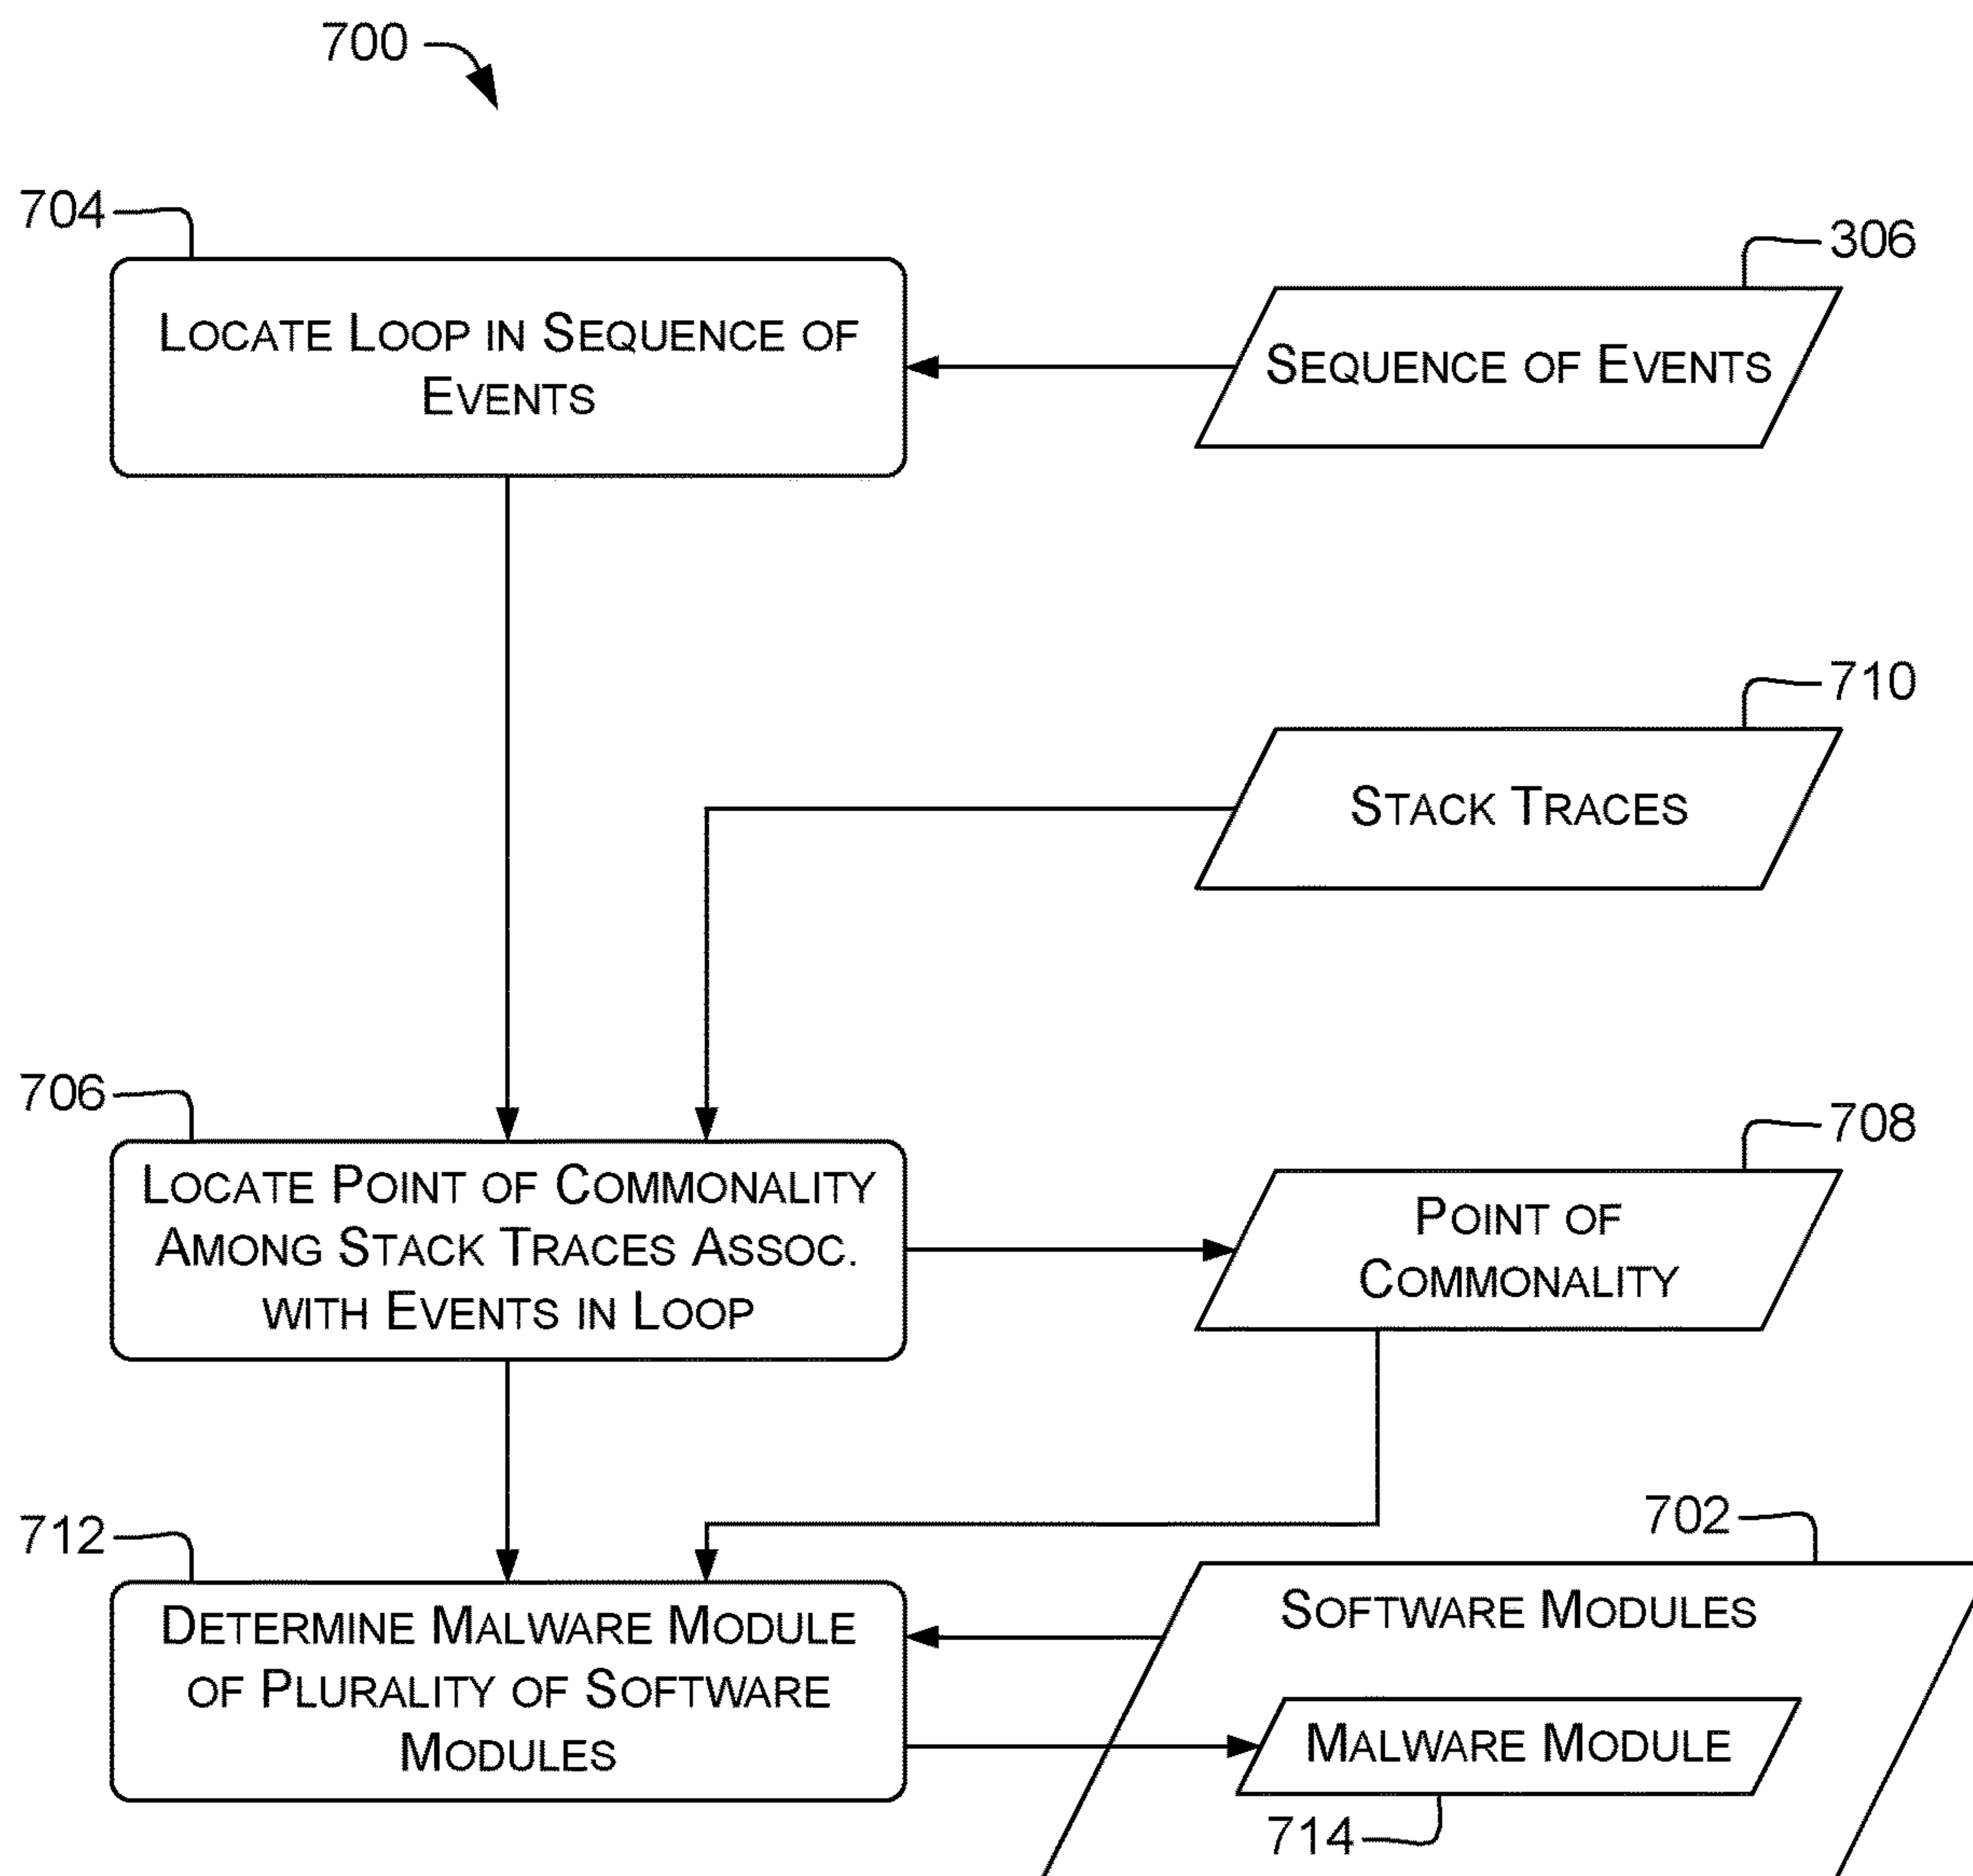 700
704
LOCATE LOOP IN SEQUENCE OF
EVENTS
306
SEQUENCE OF EVENTS
710
STACK TRACES
706
LOCATE POINT OF COMMONALITY
AMONG STACK TRACES ASSOC.
WITH EVENTS IN LOOP
708
POINT OF
COMMONALITY
712
DETERMINE MALWARE MODULE
OF PLURALITY OF SOFTWARE
MODULES
702
SOFTWARE MODULES
MALWARE MODULE
714